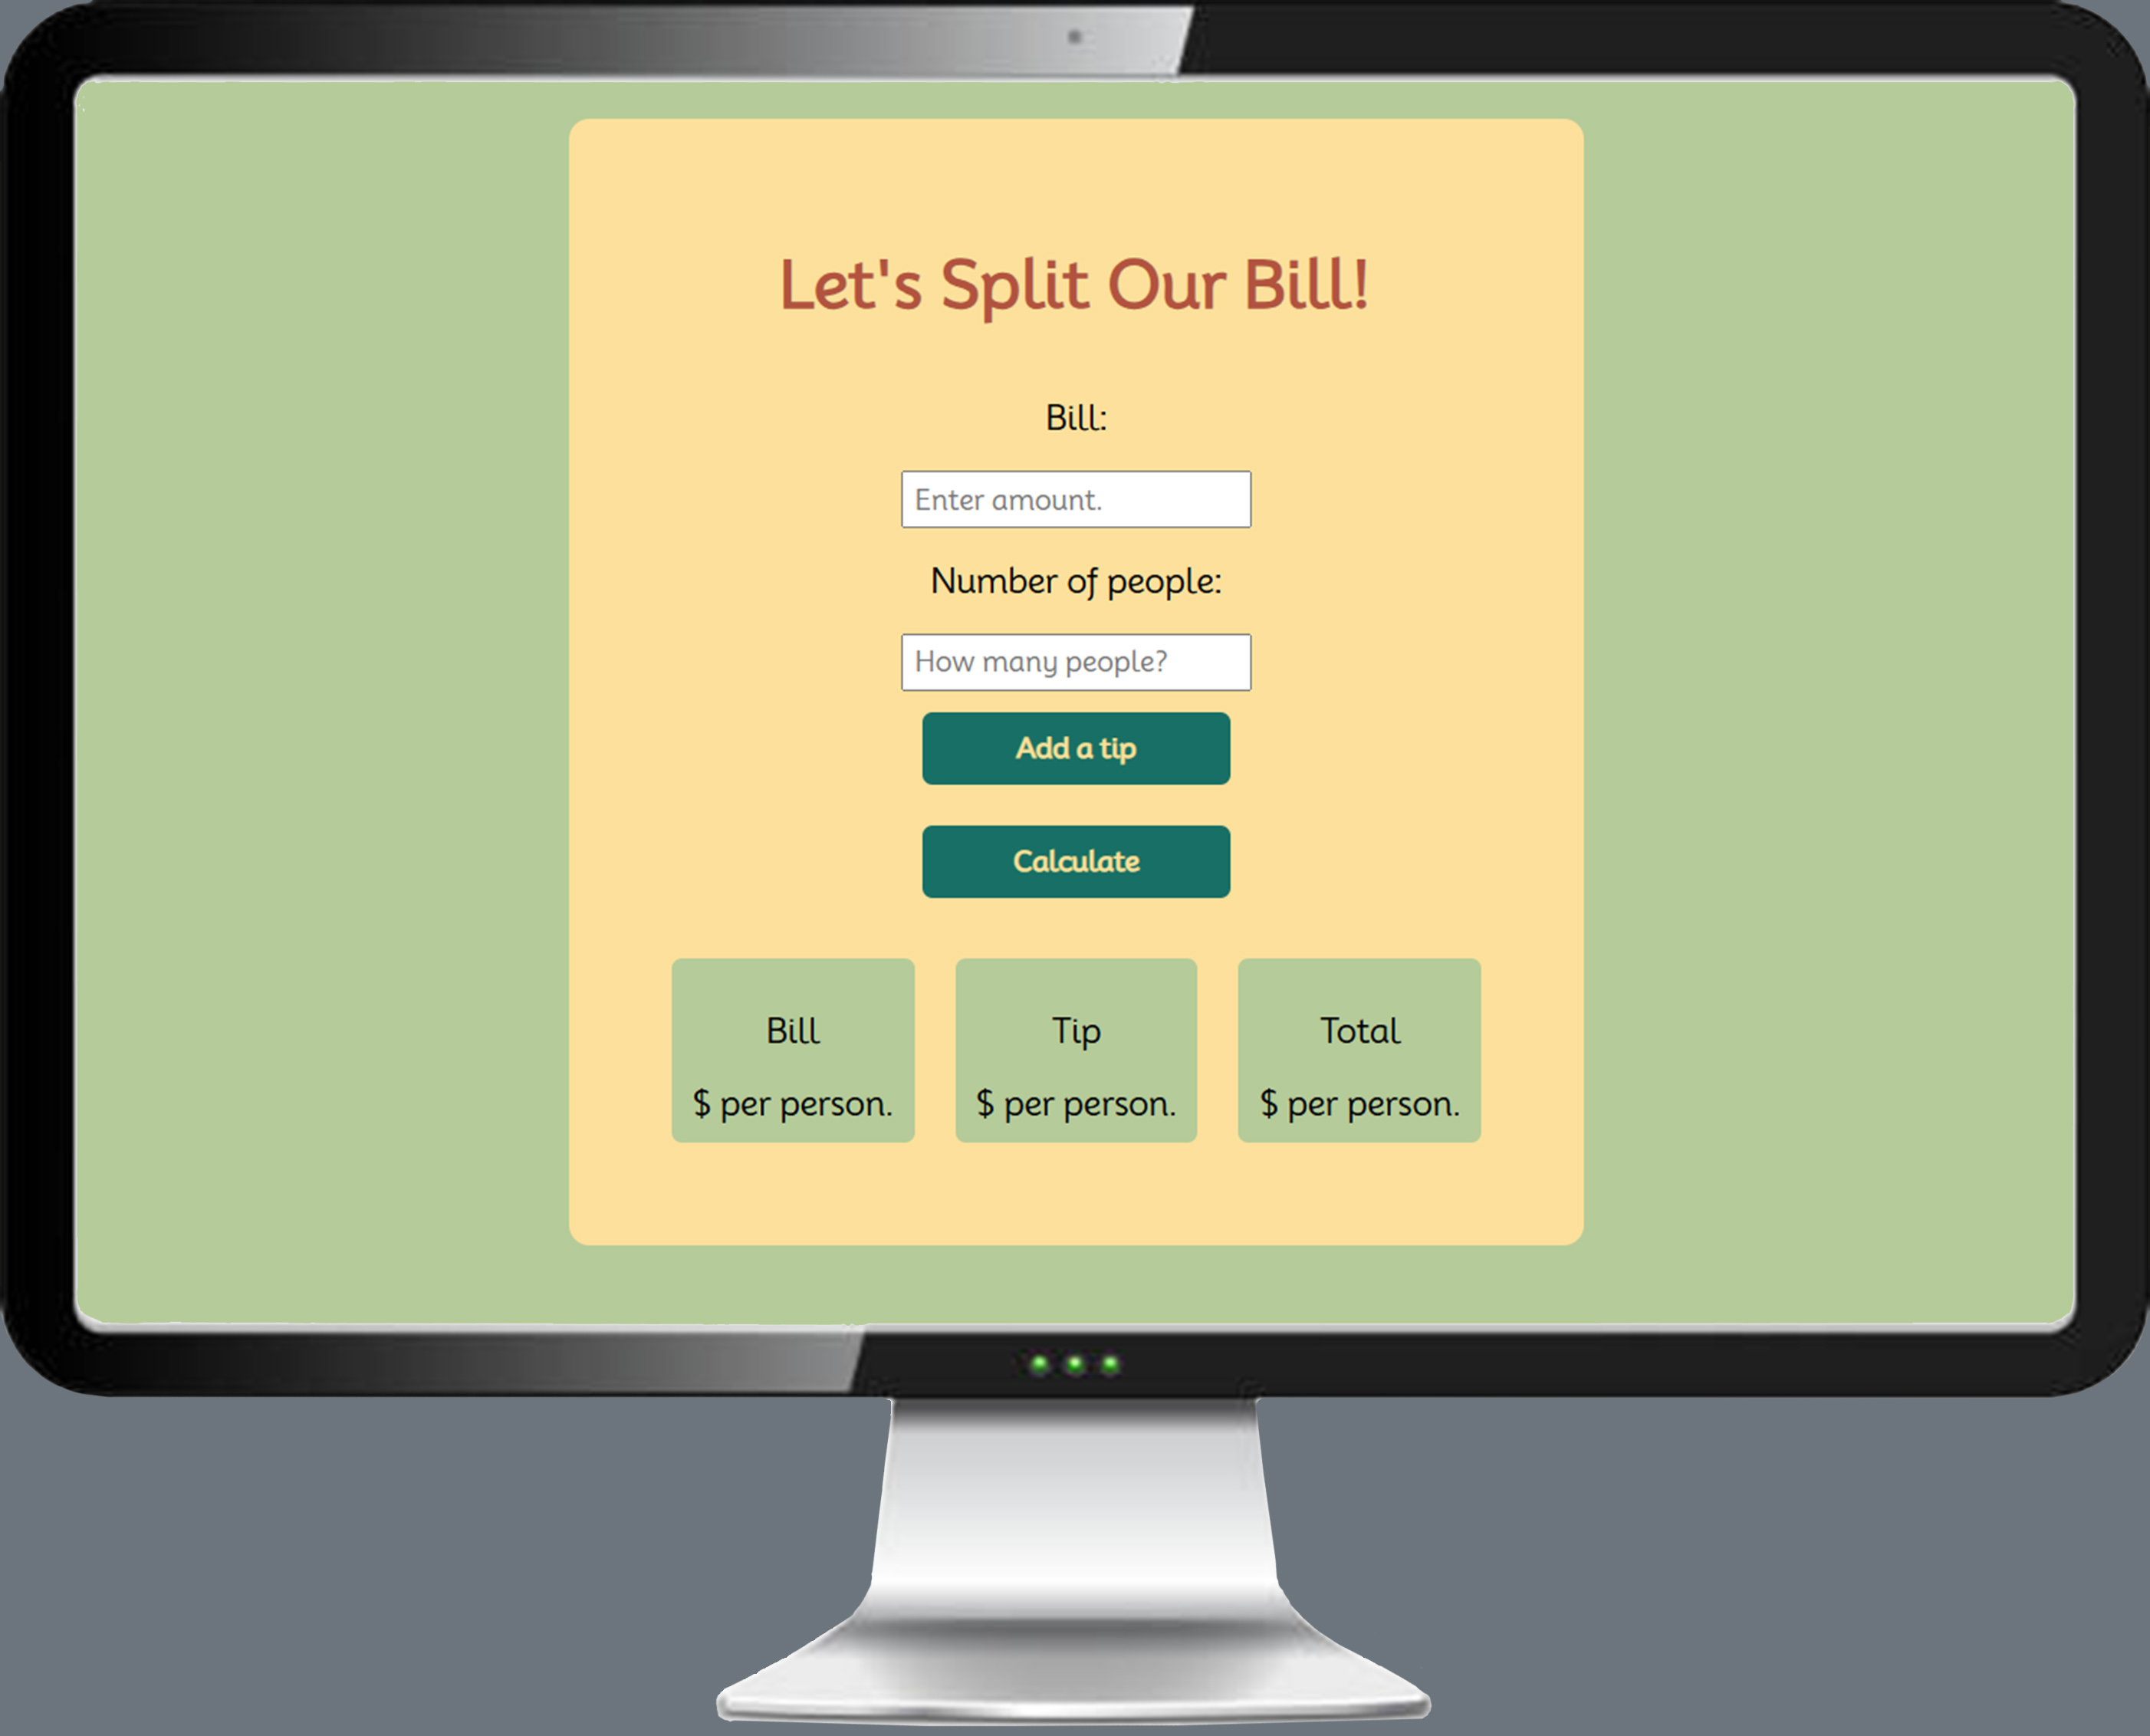 Let's Split Our Bill!
Bill:
Enter amount.
Number of people:
How many people?
Add a tip
Calculate
Bill
$ per person.
Tip
$ per person.
Total
$ per person.